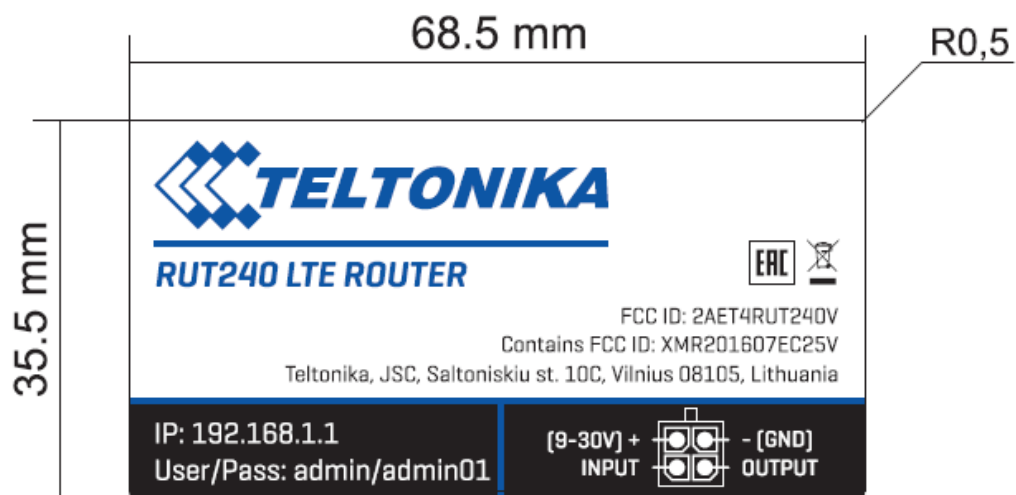 68.5 mm
R0,5
35.5 mm
TELTONIKA
RUT240 LTE ROUTER
EAC
FCC ID: 2AET4RUT240V
Contains FCC ID: XMR201607EC25V
Teltonika, JSC, Saltoniskiu st. 10C, Vilnius 08105, Lithuania
IP: 192.168.1.1
User/Pass: admin/admin01
(9-30V) + - (GND)
INPUT OUTPUT